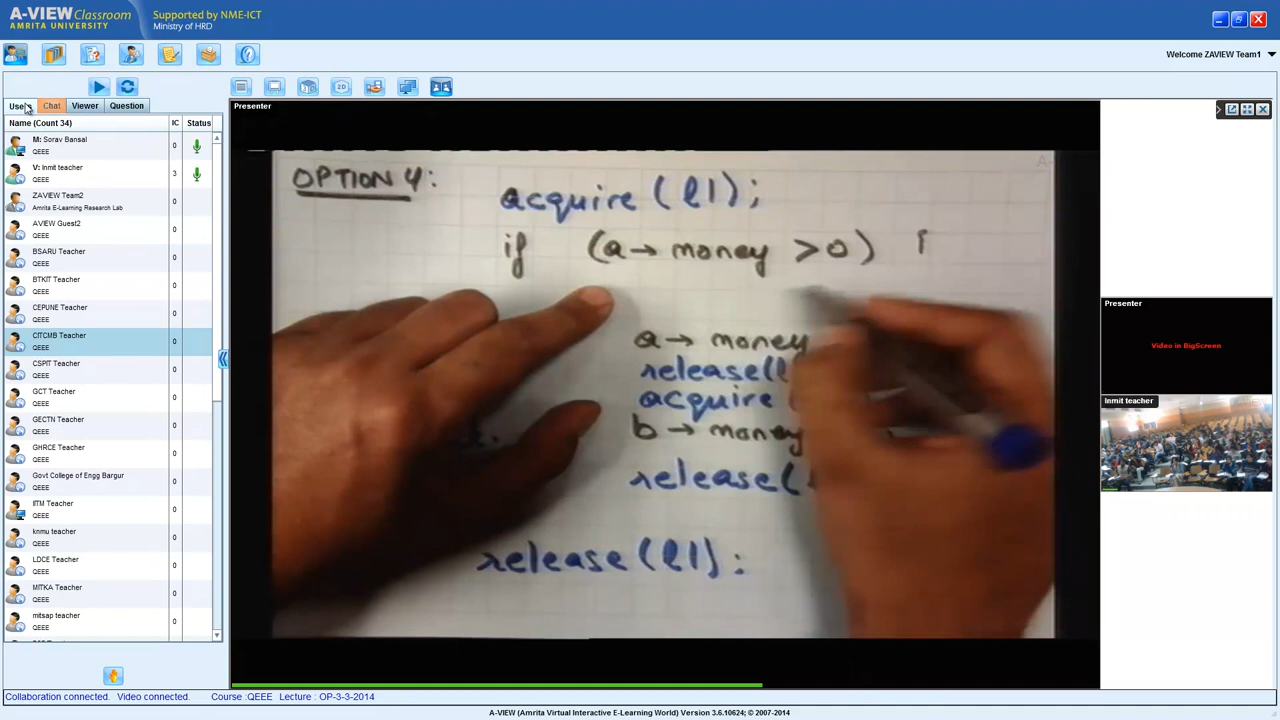 A-VIEW Classroom
AMRITA UNIVERSITY
Supported by NME-ICT
Ministry of HRD
Welcome ZAVIEW Team1
Chat
Viewer
Question
Name (Count 34)
IC
Status
M: Sorav Bansal
QEEE
0
V: Inmit teacher
QEEE
3
ZAVIEW Team2
Amrita E-Learning Research Lab
0
AVIEW Guest2
QEEE
0
BSARU Teacher
QEEE
0
BTKIT Teacher
QEEE
0
CEPUNE Teacher
QEEE
0
CITCMB Teacher
QEEE
0
CSPIT Teacher
QEEE
0
GCT Teacher
QEEE
0
GECTN Teacher
QEEE
0
GHRCE Teacher
QEEE
0
Govt College of Engg Bargur
QEEE
0
IITM Teacher
QEEE
0
knmu teacher
QEEE
0
LDCE Teacher
QEEE
0
MITKA Teacher
QEEE
0
mitsap teacher
QEEE
0
2D
Presenter
OPTION 4:
acquire (l1);
if (a→ money >0) {
a→ money
release(
acquire
b→ money
release(
release (l1);
Presenter
Video in BigScreen
Inmit teacher
Collaboration connected. Video connected. Course :QEEE Lecture : OP-3-3-2014
A-VIEW (Amrita Virtual Interactive E-Learning World) Version 3.6.10624; © 2007-2014